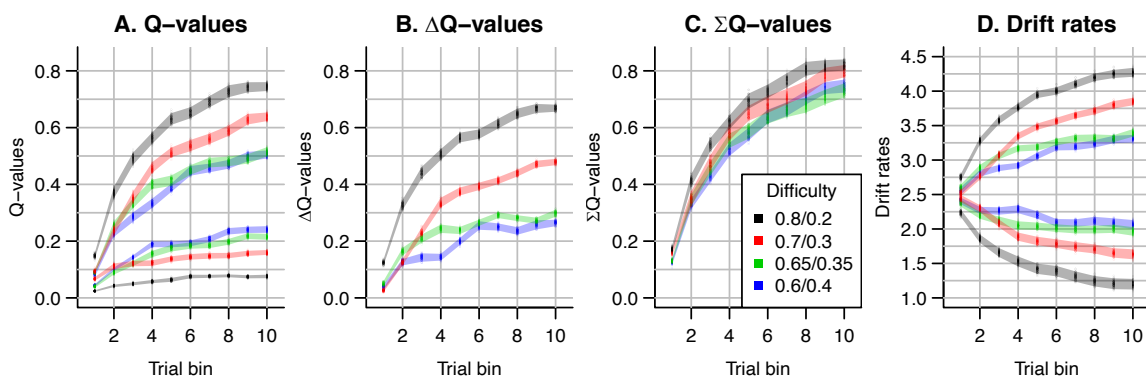 A. Q−values
B. ΔQ−values
C. ΣQ−values
D. Drift rates
Q−values
0.8
0.6
0.4
0.2
0.0
2 4 6 8 10
Trial bin
ΔQ−values
0.8
0.6
0.4
0.2
0.0
2 4 6 8 10
Trial bin
ΣQ−values
0.8
0.6
0.4
0.2
0.0
2 4 6 8 10
Trial bin
Difficulty
0.8/0.2
0.7/0.3
0.65/0.35
0.6/0.4
Drift rates
4.5
4.0
3.5
3.0
2.5
2.0
1.5
1.0
2 4 6 8 10
Trial bin